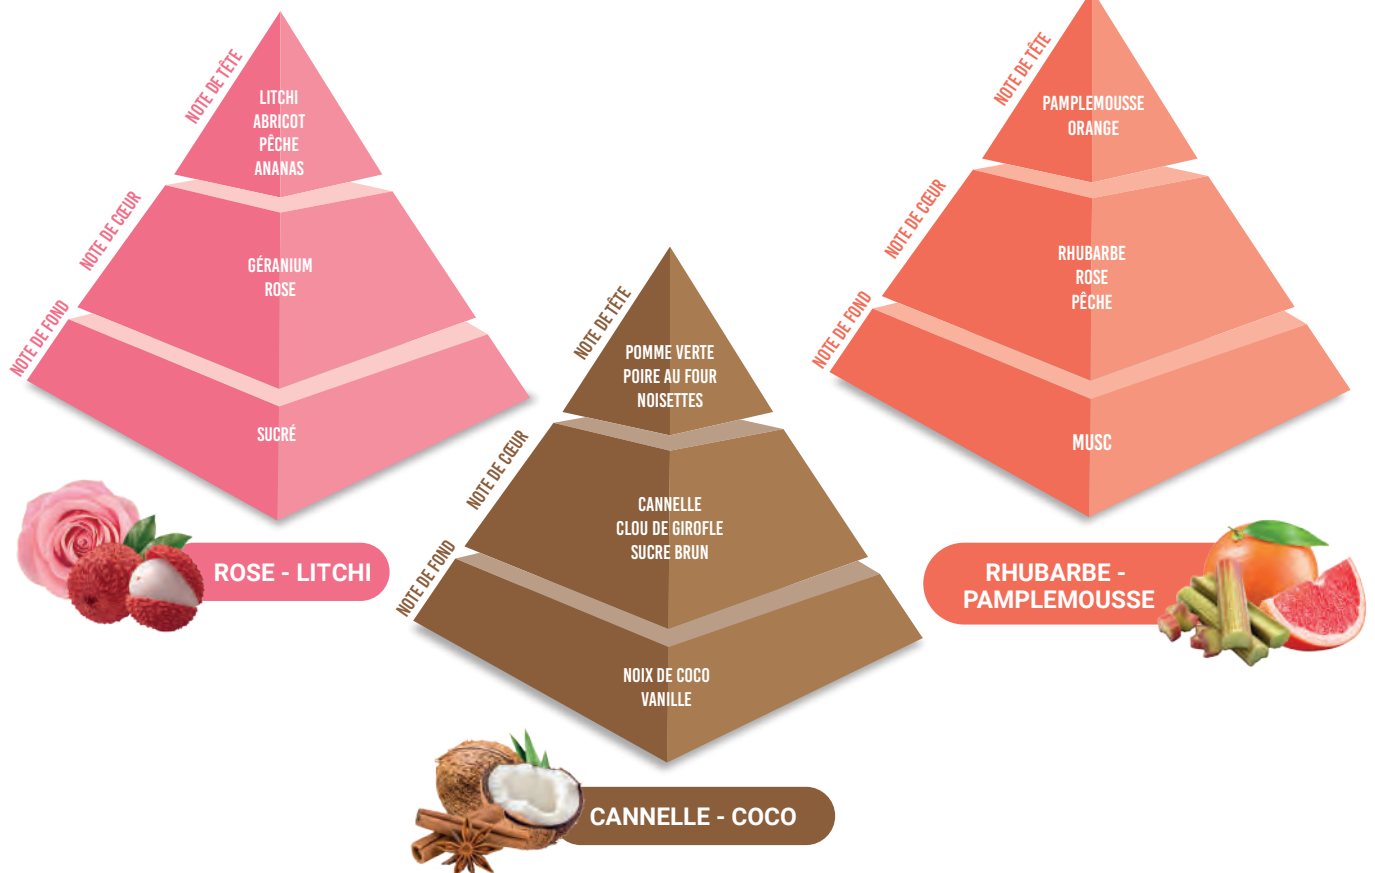 NOTE DE TÊTE
LITCHI
ABRICOT
PÊCHE
ANANAS
NOTE DE CŒUR
GÉRANIUM
ROSE
NOTE DE FOND
SUCRÉ
ROSE - LITCHI
NOTE DE TÊTE
POMME VERTE
POIRE AU FOUR
NOISETTES
NOTE DE CŒUR
CANNELLE
CLOU DE GIROFLE
SUCRE BRUN
NOTE DE FOND
NOIX DE COCO
VANILLE
CANNELLE - COCO
NOTE DE TÊTE
PAMPLEMOUSSE
ORANGE
NOTE DE CŒUR
RHUBARBE
ROSE
PÊCHE
NOTE DE FOND
MUSC
RHUBARBE -
PAMPLEMOUSSE